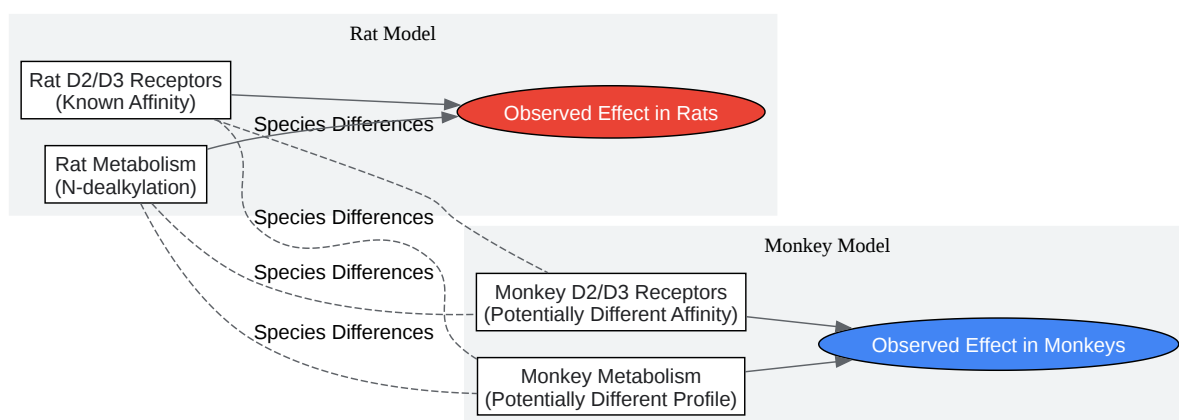 Rat Model
Rat D2/D3 Receptors
(Known Affinity)
Observed Effect in Rats
Species Differences
Rat Metabolism
(N-dealkylation)
Species Differences
Monkey Model
Species Differences
Monkey D2/D3 Receptors
(Potentially Different Affinity)
Species Differences
Observed Effect in Monkeys
Monkey Metabolism
(Potentially Different Profile)